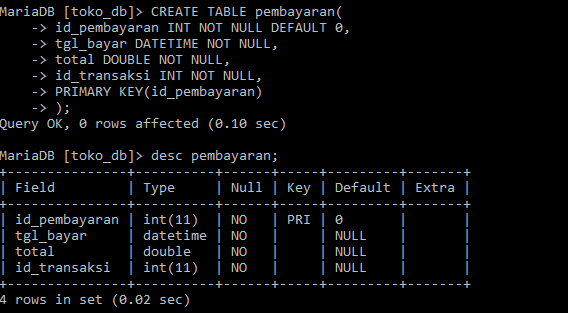 MariaDB [toko_db]> CREATE TABLE pembayaran(
    -> id_pembayaran INT NOT NULL DEFAULT 0,
    -> tgl_bayar DATETIME NOT NULL,
    -> total DOUBLE NOT NULL,
    -> id_transaksi INT NOT NULL,
    -> PRIMARY KEY(id_pembayaran)
    -> );
Query OK, 0 rows affected (0.10 sec)

MariaDB [toko_db]> desc pembayaran;
+---------------+----------+------+-----+---------+-------+
| Field         | Type     | Null | Key | Default | Extra |
+---------------+----------+------+-----+---------+-------+
| id_pembayaran | int(11)  | NO   | PRI | 0       |       |
| tgl_bayar     | datetime | NO   |     | NULL    |       |
| total         | double   | NO   |     | NULL    |       |
| id_transaksi  | int(11)  | NO   |     | NULL    |       |
+---------------+----------+------+-----+---------+-------+
4 rows in set (0.02 sec)